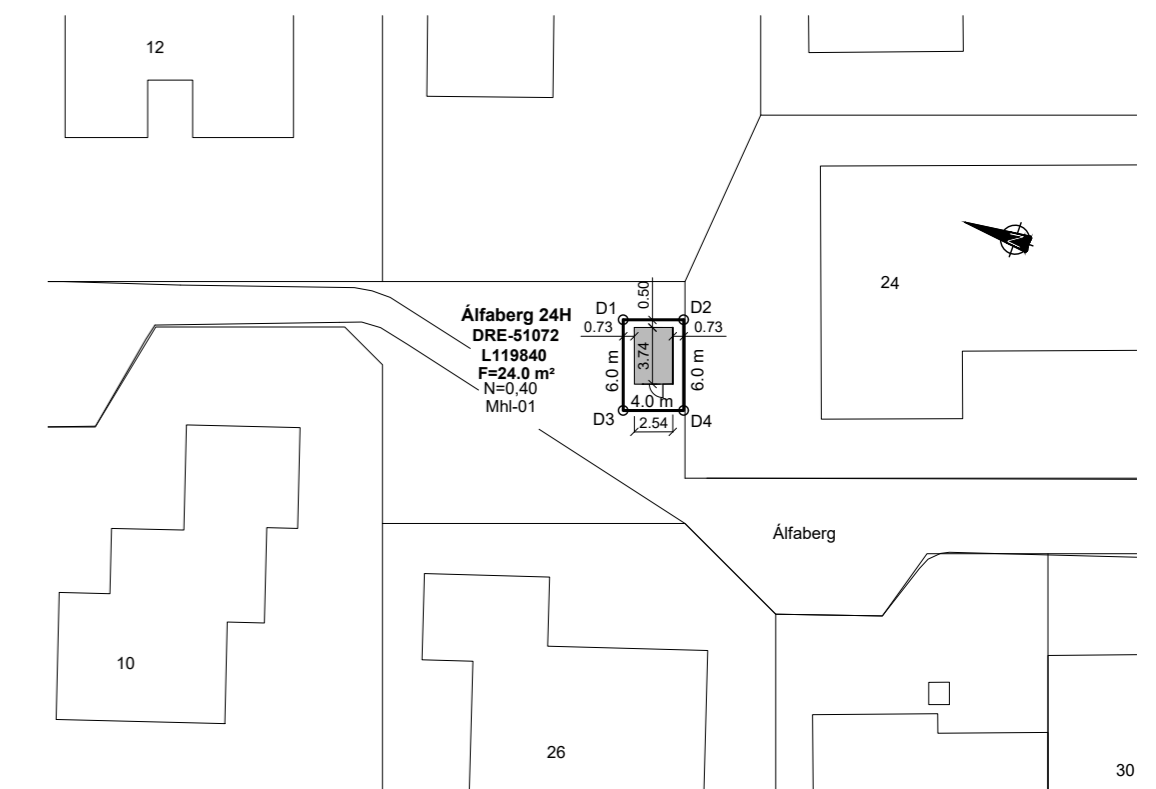 12
24
0.50
Álfaberg 24H
DRE-51072
L119840
F=24.0 m²
N=0,40
Mhl-01
D1
D2
0.73
0.73
3.74
6.0 m
6.0 m
4.0 m
D3
D4
2.54
Álfaberg
10
26
30